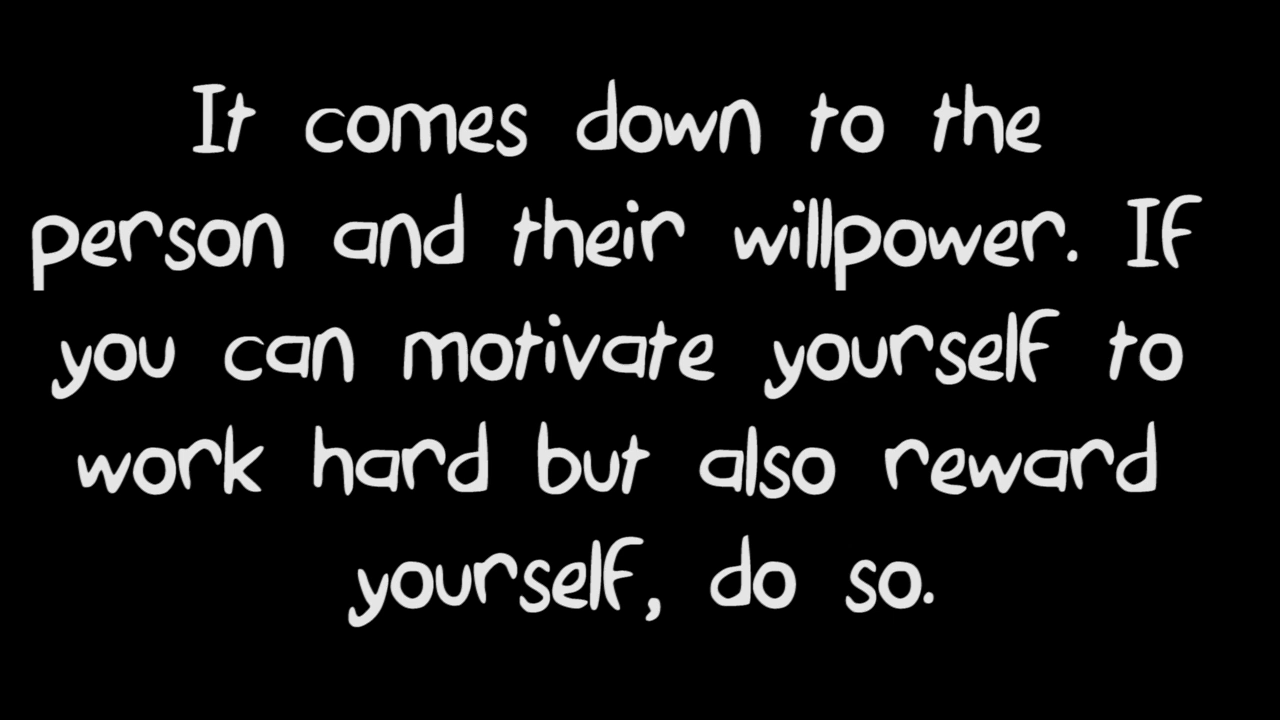 It comes down to the
person and their willpower. If
you can motivate yourself to
work hard but also reward
yourself, do so.